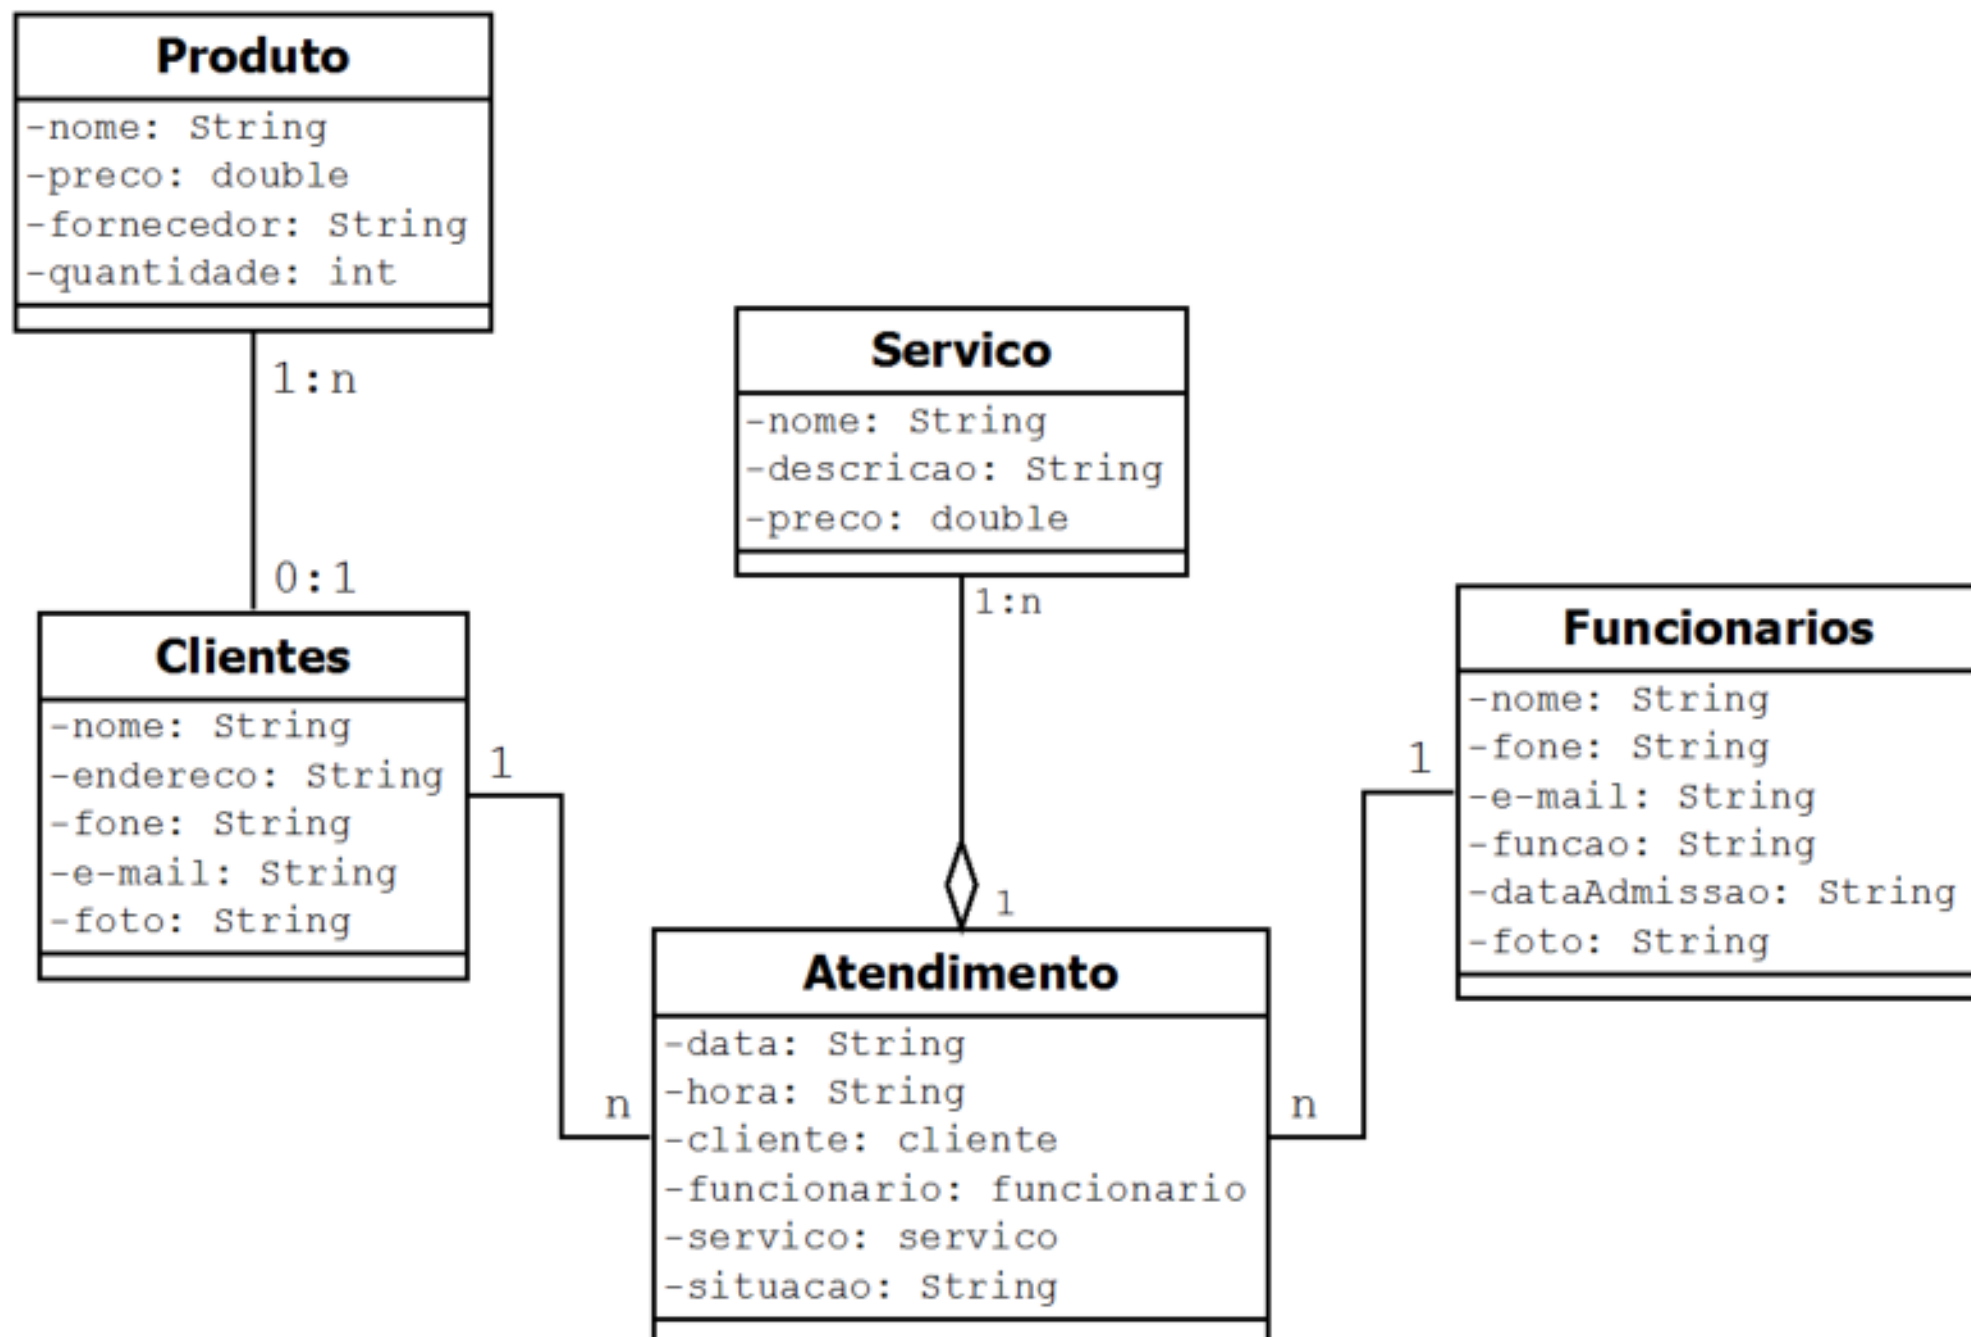 Produto
-nome: String
-preco: double
-fornecedor: String
-quantidade: int
1:n
0:1
Clientes
-nome: String
-endereco: String
-fone: String
-e-mail: String
-foto: String
1
n
Servico
-nome: String
-descricao: String
-preco: double
1:n
1
Atendimento
-data: String
-hora: String
-cliente: cliente
-funcionario: funcionario
-servico: servico
-situacao: String
n
1
Funcionarios
-nome: String
-fone: String
-e-mail: String
-funcao: String
-dataAdmissao: String
-foto: String